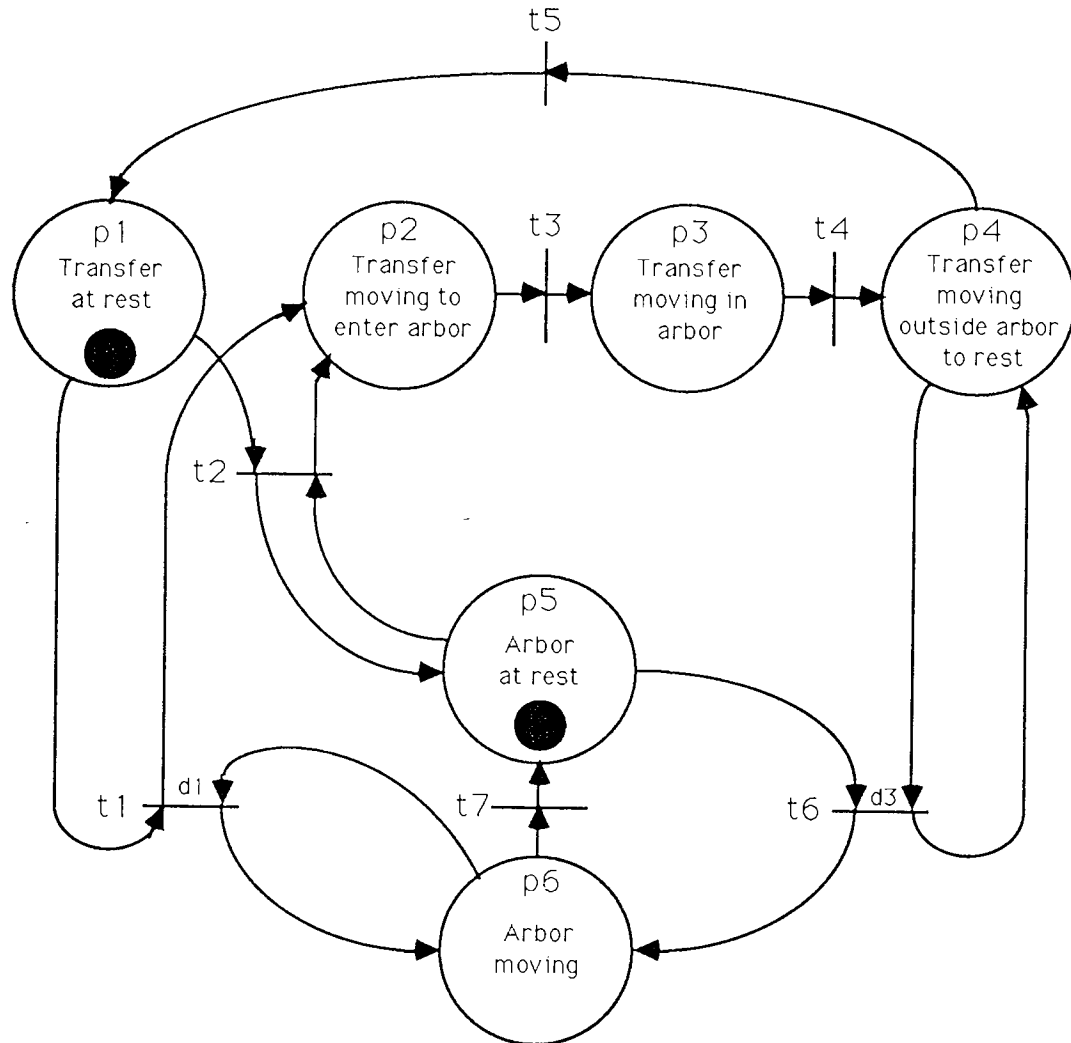 t5
p1
Transfer
at rest
p2
Transfer
moving to
enter arbor
t3
p3
Transfer
moving in
arbor
t4
p4
Transfer
moving
outside arbor
to rest
t2
p5
Arbor
at rest
t1
d1
t7
t6
d3
p6
Arbor
moving